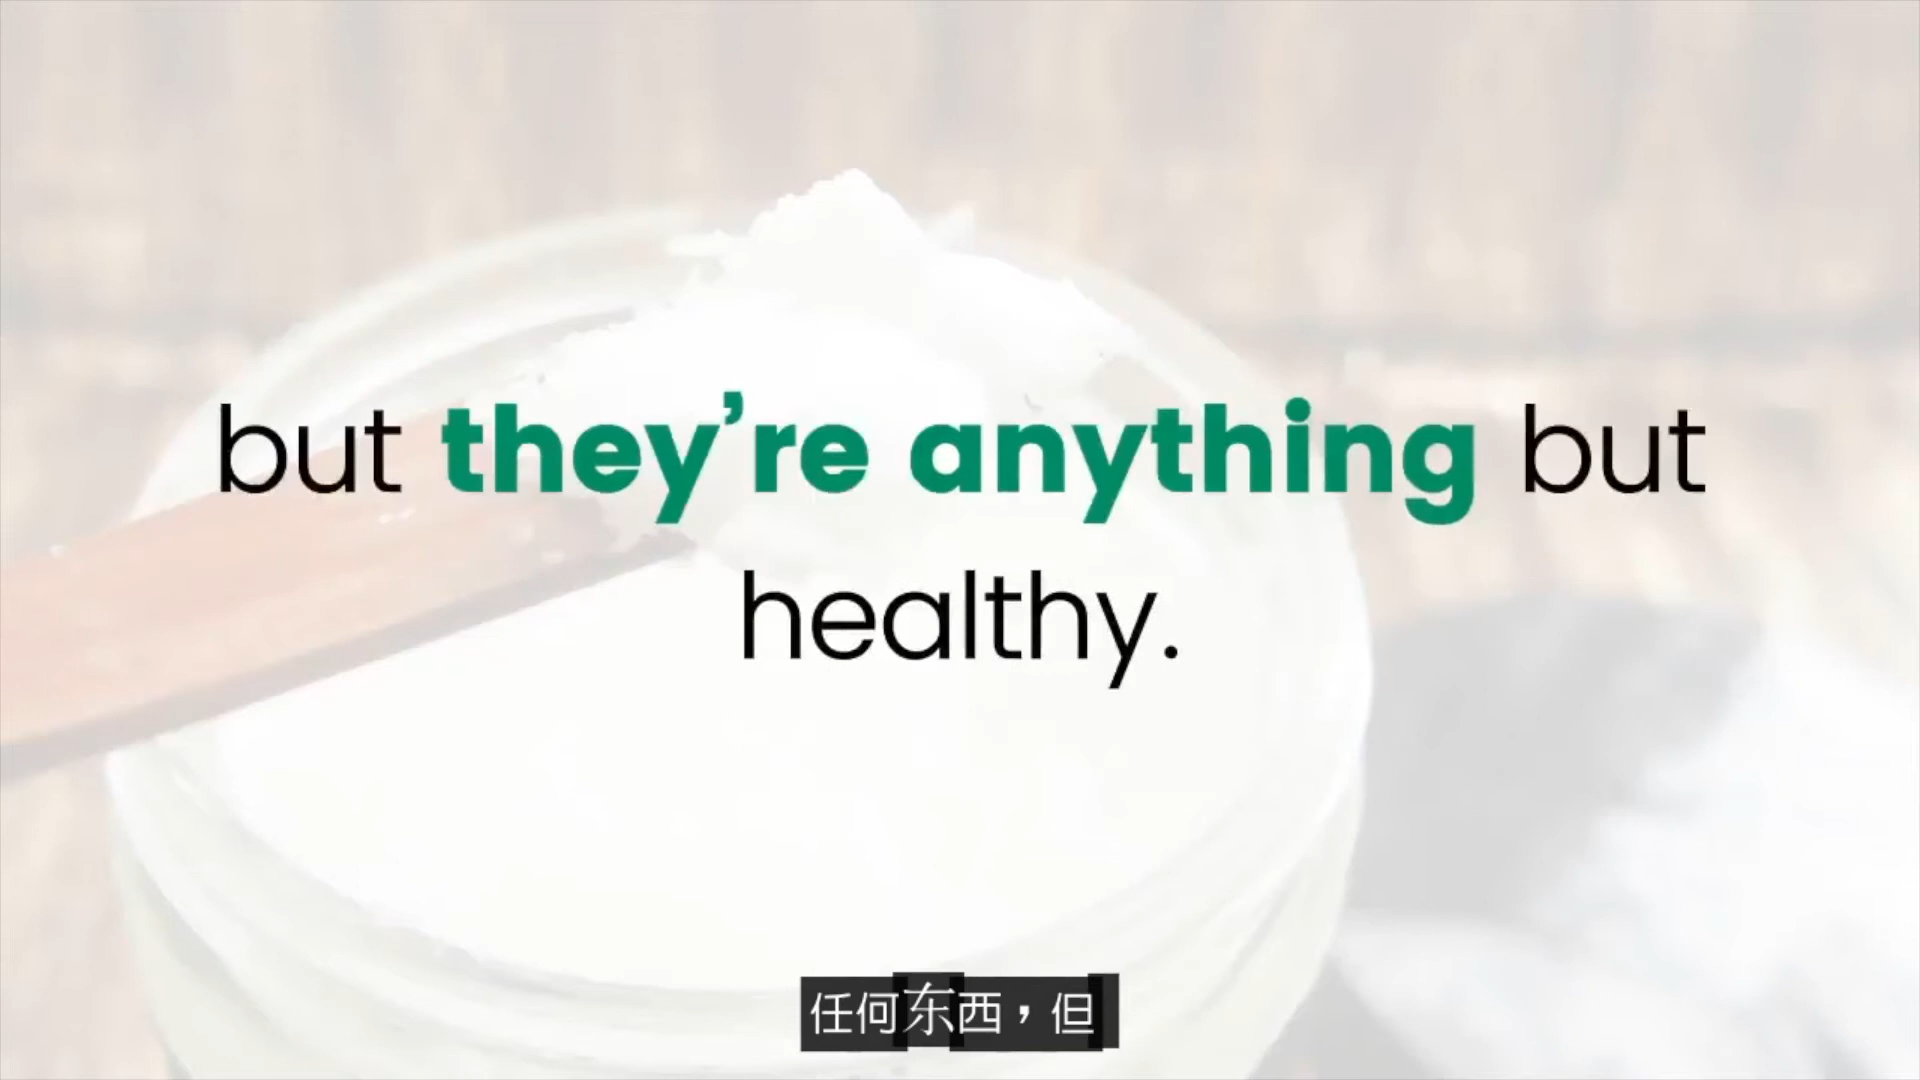 but they’re anything but
healthy.
任何东西，但